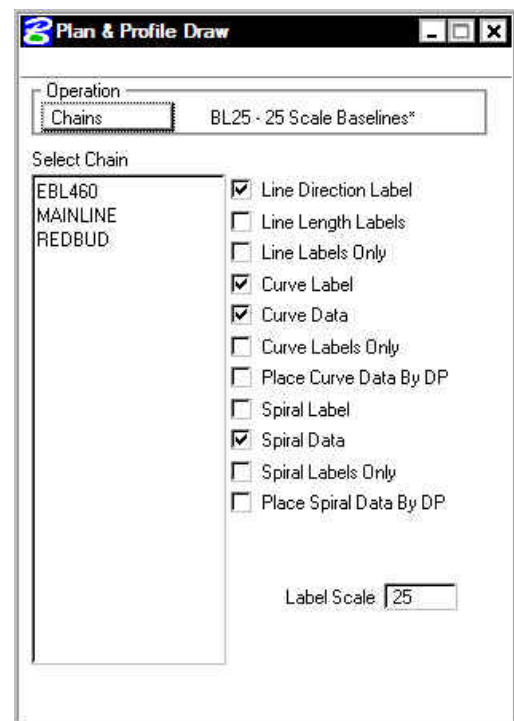 Plan & Profile Draw
Operation
Chains BL25 - 25 Scale Baselines*
Select Chain
EBL460
MAINLINE
REDBUD
Line Direction Label
Line Length Labels
Line Labels Only
Curve Label
Curve Data
Curve Labels Only
Place Curve Data By DP
Spiral Label
Spiral Data
Spiral Labels Only
Place Spiral Data By DP
Label Scale 25